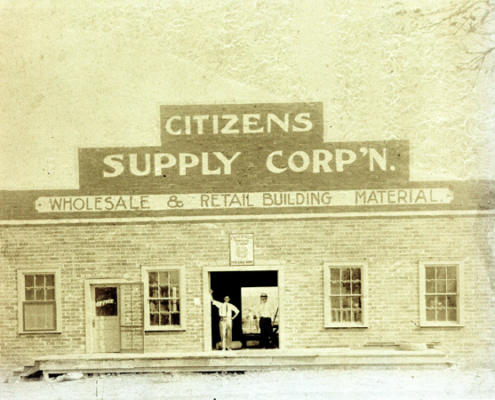 CITIZENS
SUPPLY CORP'N.
WHOLESALE & RETAIL BUILDING MATERIAL.
OFFICE